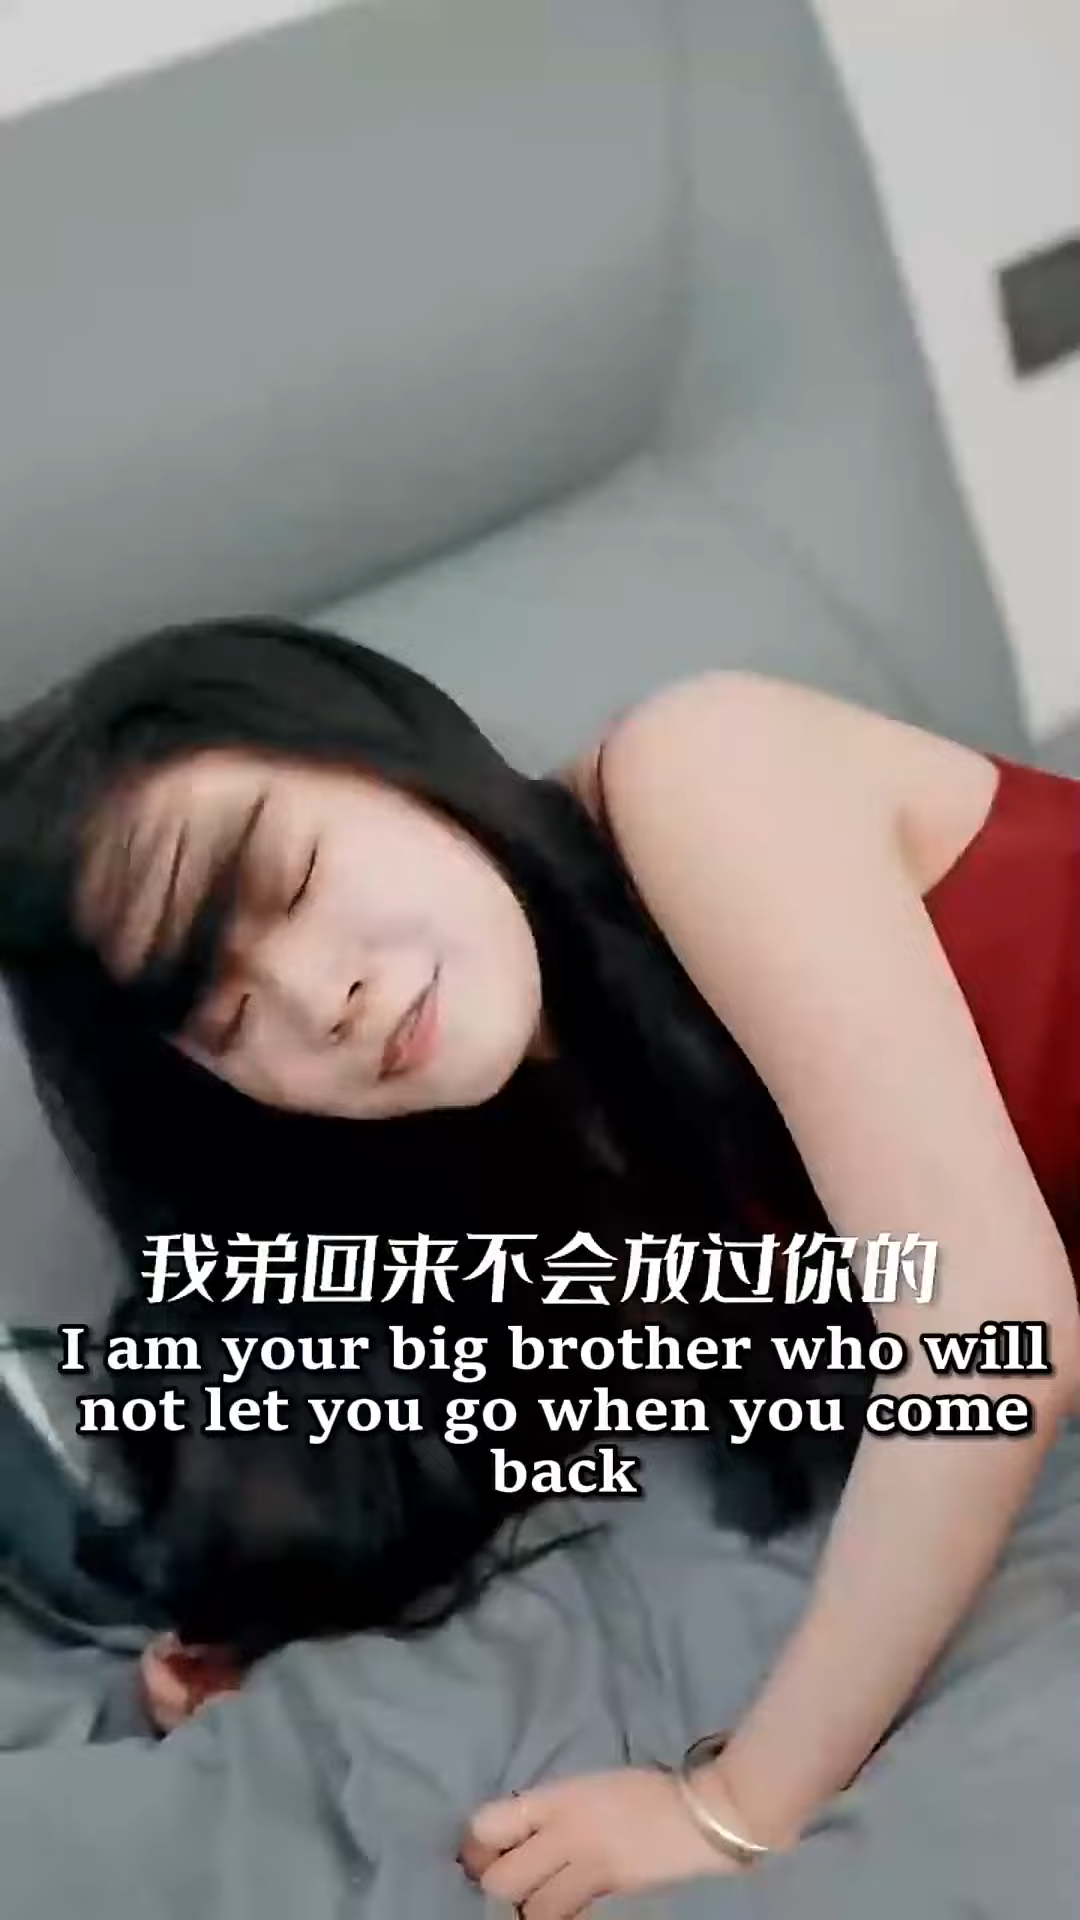 我弟回来不会放过你的
I am your big brother who will
not let you go when you come
back